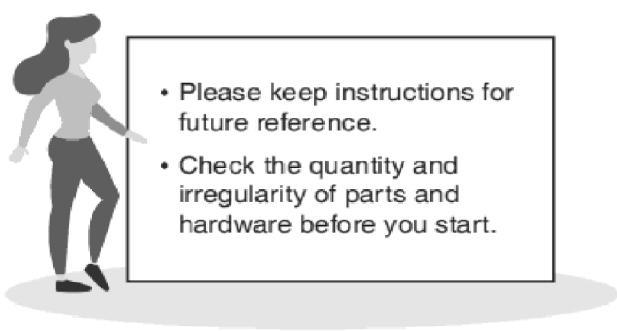 • Please keep instructions for
future reference.
• Check the quantity and
irregularity of parts and
hardware before you start.